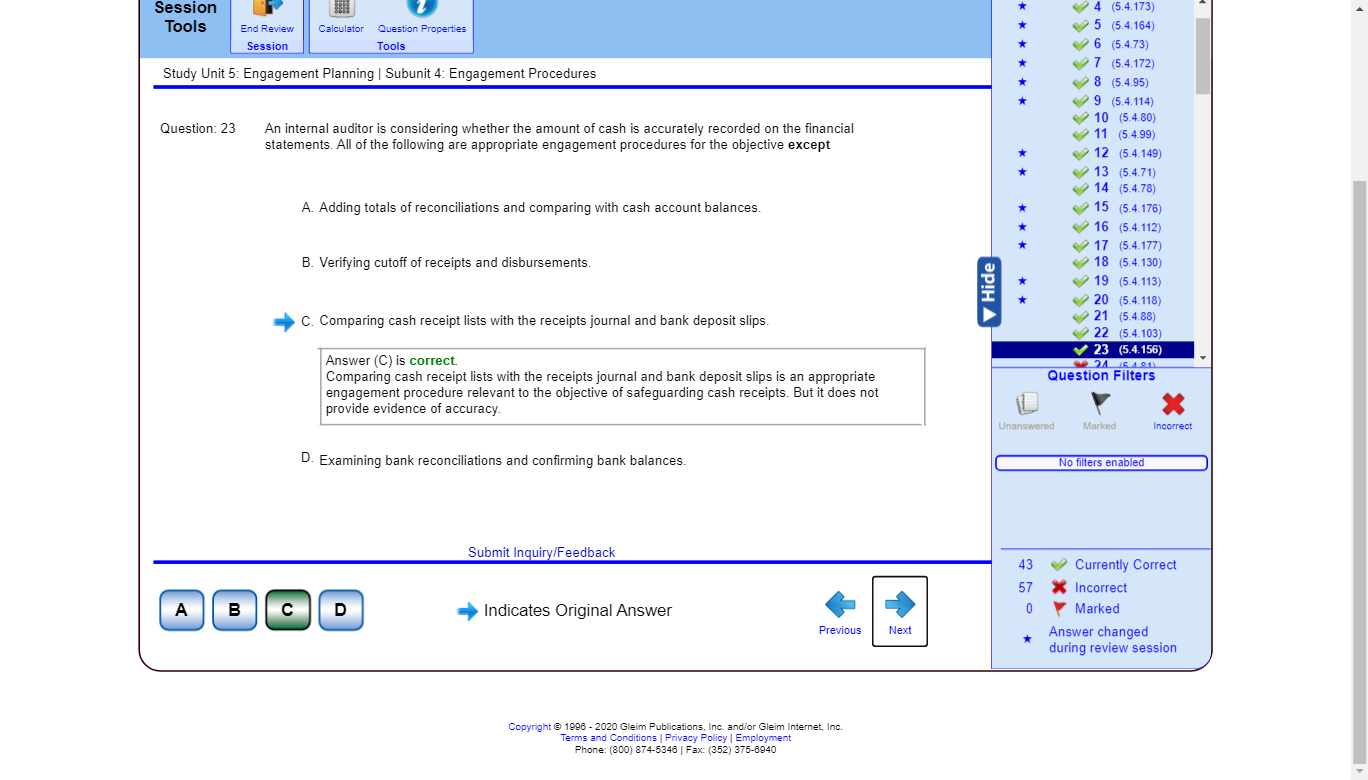 Session
Tools
End Review
Session
Calculator Question Properties
Tools
Study Unit 5: Engagement Planning | Subunit 4: Engagement Procedures
Question: 23 An internal auditor is considering whether the amount of cash is accurately recorded on the financial
statements. All of the following are appropriate engagement procedures for the objective except
A. Adding totals of reconciliations and comparing with cash account balances.
B. Verifying cutoff of receipts and disbursements.
C. Comparing cash receipt lists with the receipts journal and bank deposit slips.
Answer (C) is correct.
Comparing cash receipt lists with the receipts journal and bank deposit slips is an appropriate
engagement procedure relevant to the objective of safeguarding cash receipts. But it does not
provide evidence of accuracy.
D. Examining bank reconciliations and confirming bank balances.
Submit Inquiry/Feedback
A B C D
Indicates Original Answer
Previous Next
Hide
4 (5.4.173)
5 (5.4.164)
6 (5.4.73)
7 (5.4.172)
8 (5.4.95)
9 (5.4.114)
10 (5.4.80)
11 (5.4.99)
12 (5.4.149)
13 (5.4.71)
14 (5.4.78)
15 (5.4.176)
16 (5.4.112)
17 (5.4.177)
18 (5.4.130)
19 (5.4.113)
20 (5.4.118)
21 (5.4.88)
22 (5.4.103)
23 (5.4.156)
24 (5.4.81)
Question Filters
Unanswered Marked Incorrect
No filters enabled
43 Currently Correct
57 Incorrect
0 Marked
Answer changed
during review session
Copyright © 1996 - 2020 Gleim Publications, Inc. and/or Gleim Internet, Inc.
Terms and Conditions | Privacy Policy | Employment
Phone: (800) 874-5346 | Fax: (352) 375-6940